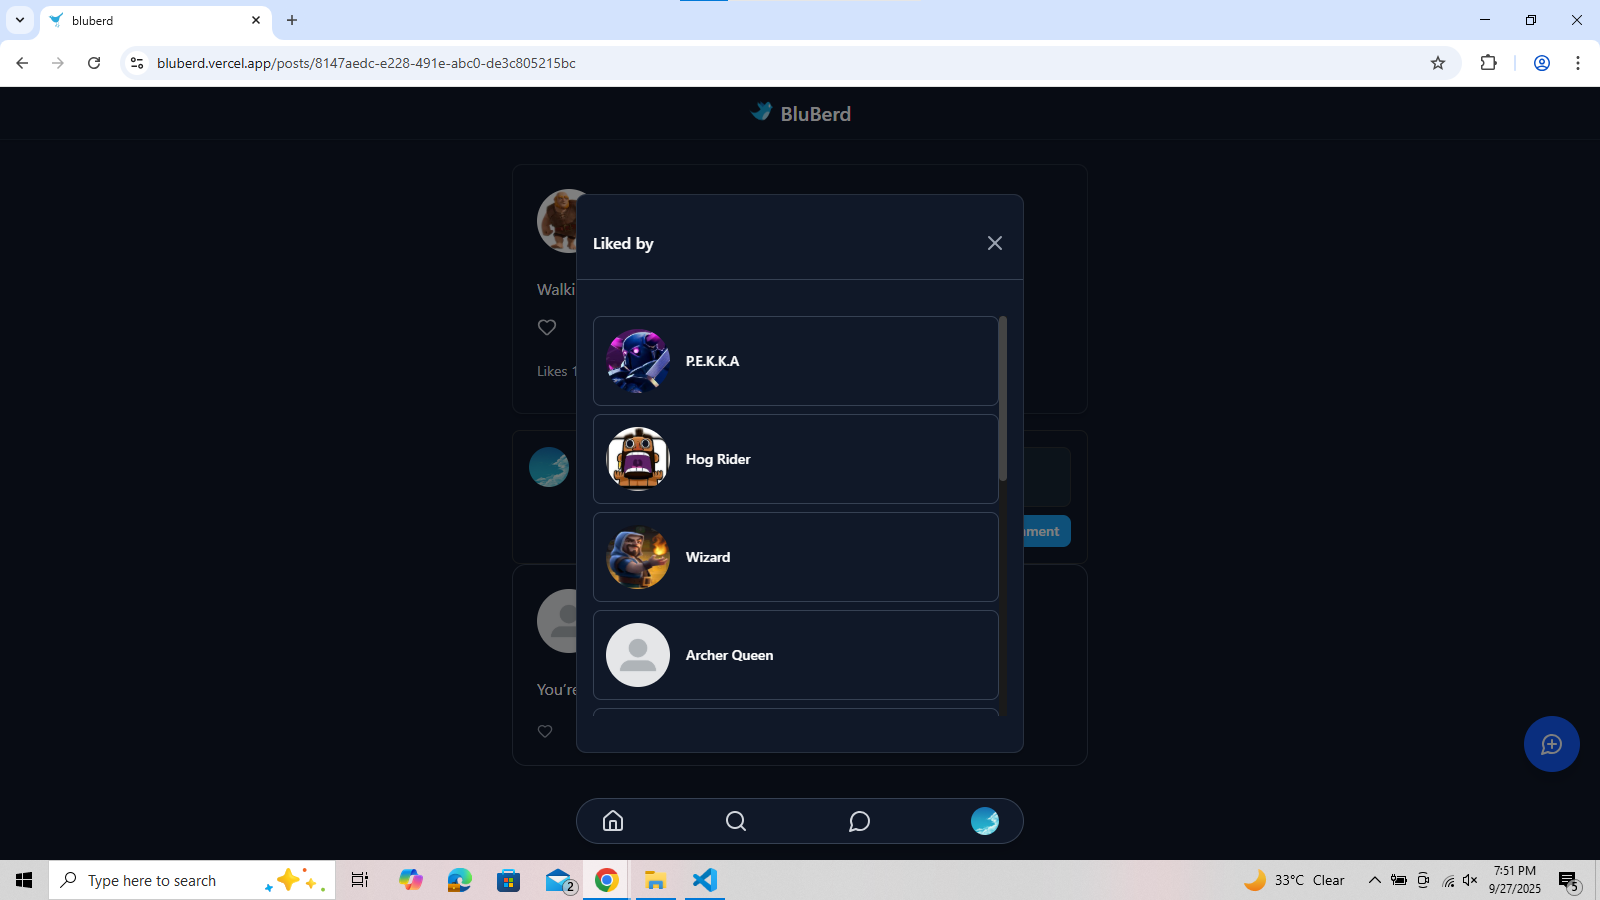 bluberd
bluberd.vercel.app/posts/8147aedc-e228-491e-abc0-de3c805215bc
BluBerd
Liked by
Walki
Likes 1
P.E.K.K.A
Hog Rider
Wizard
Archer Queen
ment
You're
Type here to search
2
33°C Clear
7:51 PM
9/27/2025
5